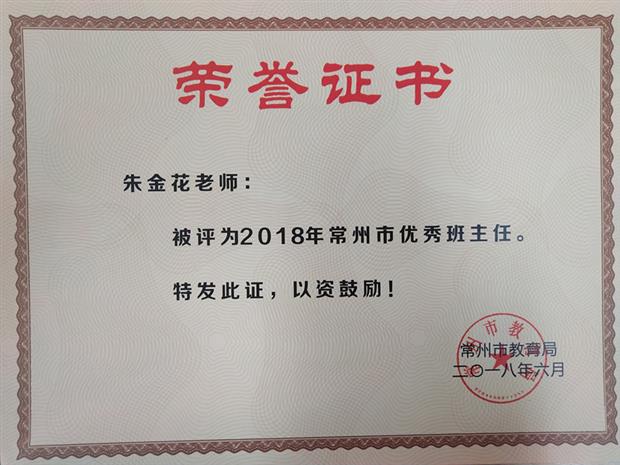 荣誉证书
朱金花老师：
被评为2018年常州市优秀班主任。
特发此证，以资鼓励！
常州市教育局
二〇一八年六月